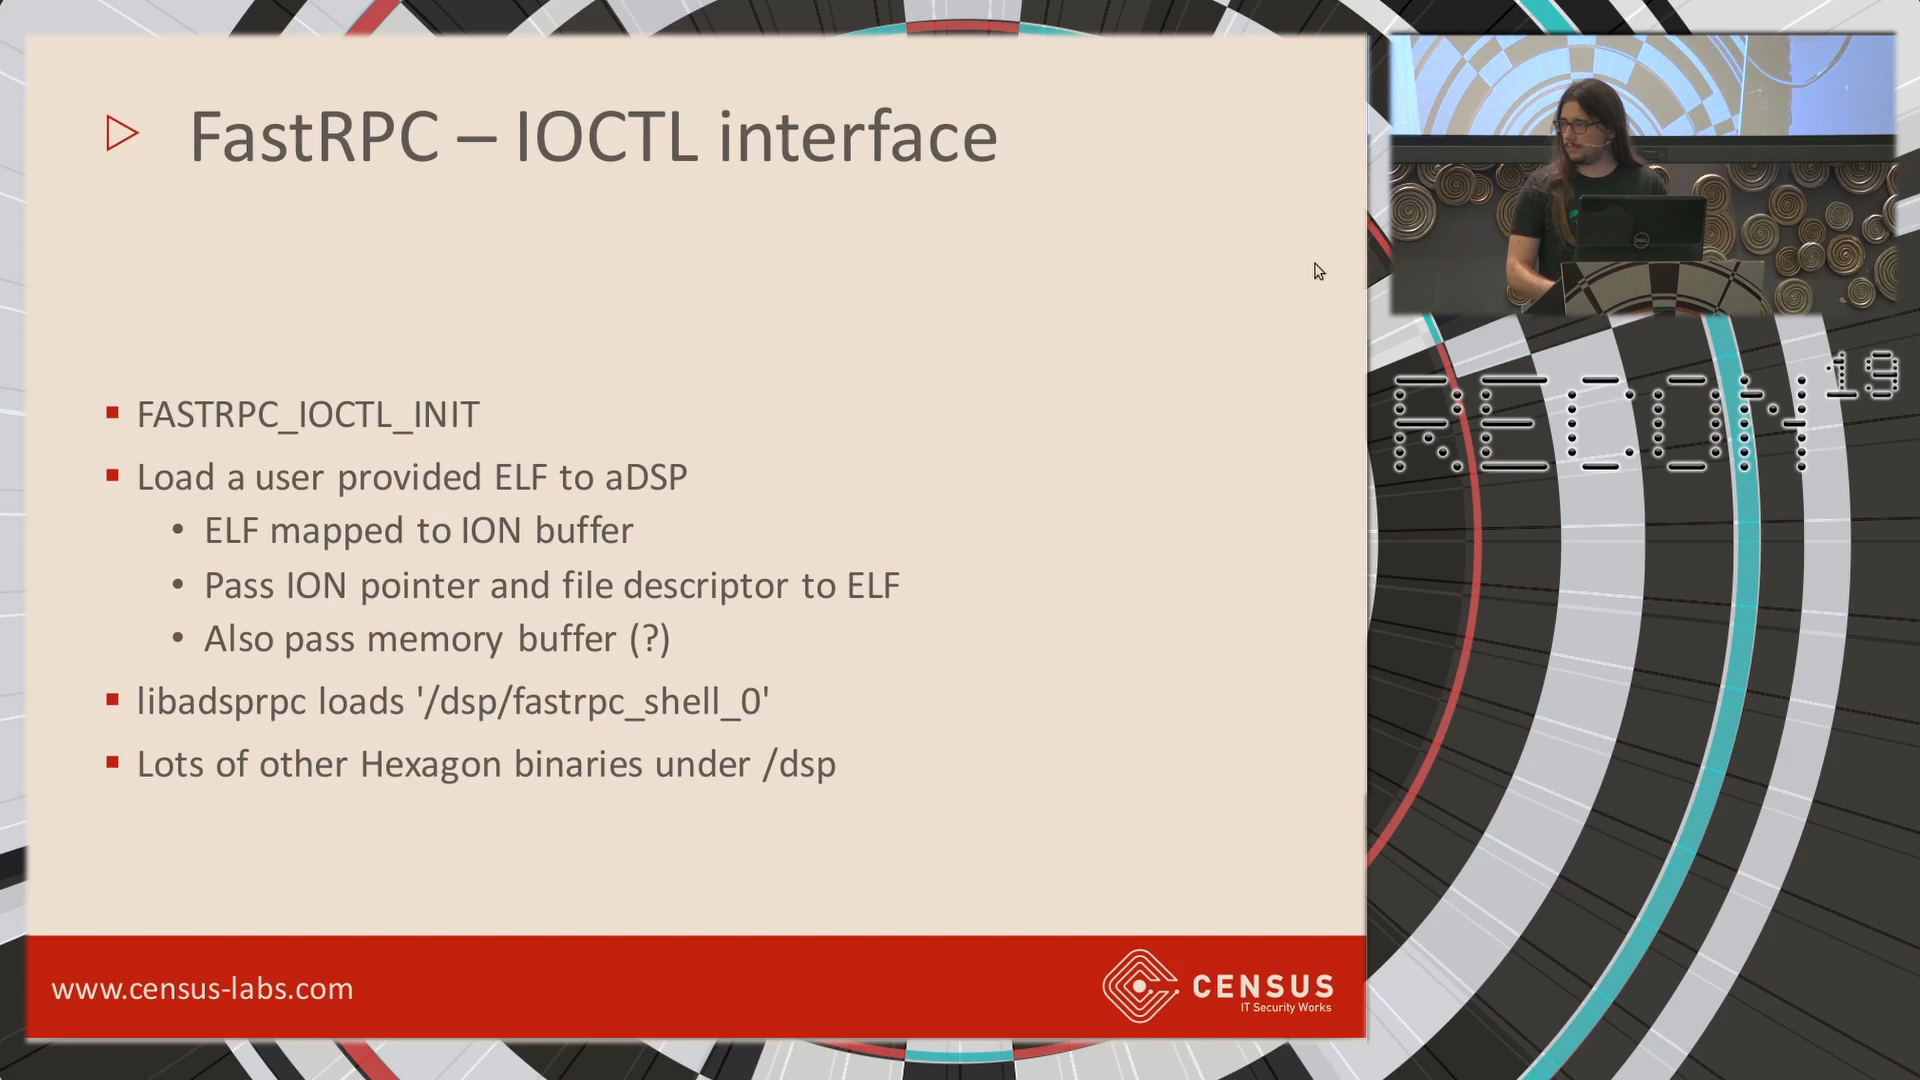 FastRPC – IOCTL interface
FASTRPC_IOCTL_INIT
Load a user provided ELF to aDSP
ELF mapped to ION buffer
Pass ION pointer and file descriptor to ELF
Also pass memory buffer (?)
libadsprpc loads '/dsp/fastrpc_shell_0'
Lots of other Hexagon binaries under /dsp
www.census-labs.com
CENSUS
IT Security Works
RECON19
DELL